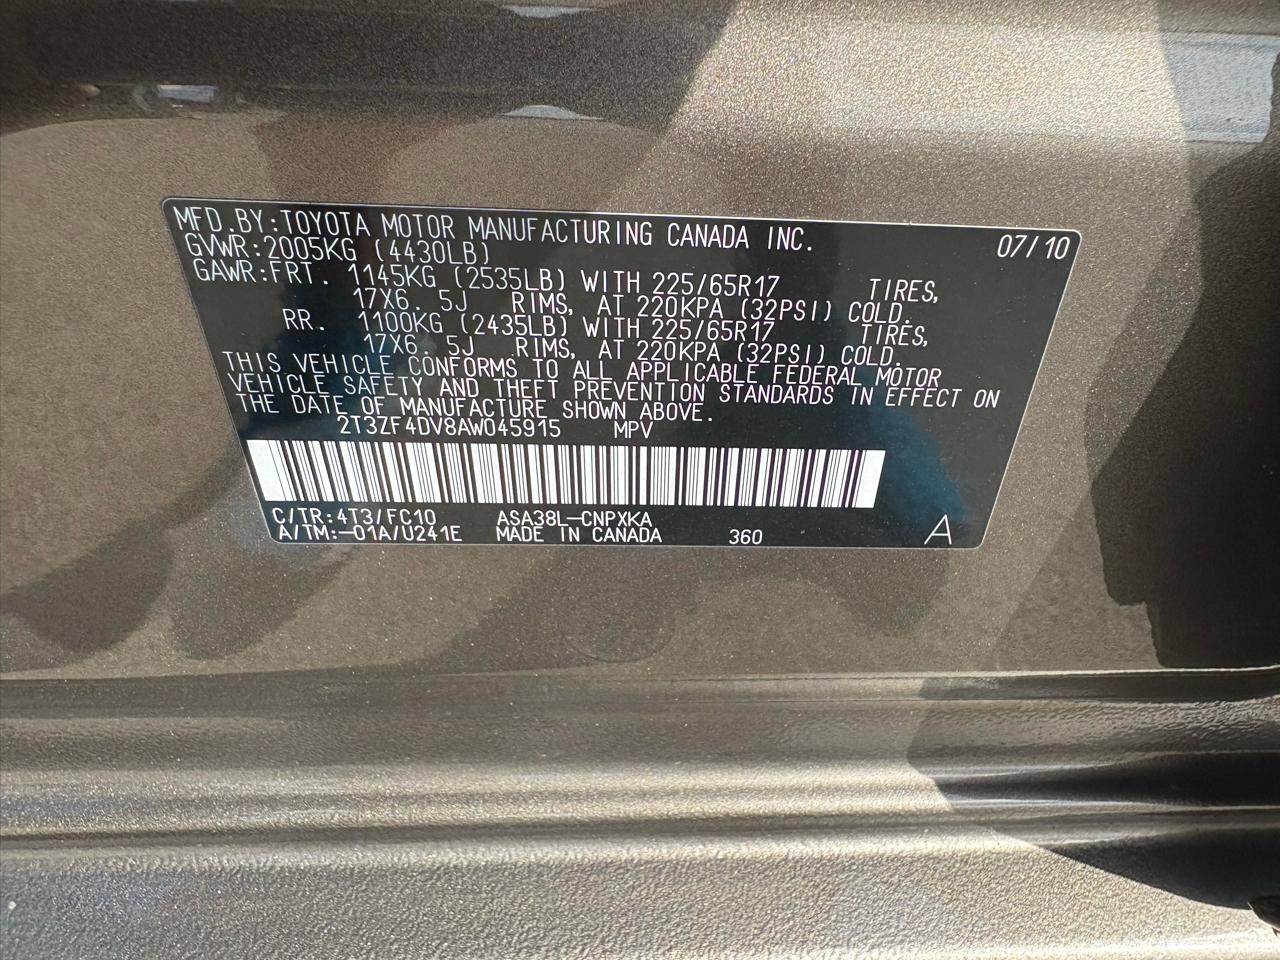 MFD.BY:TOYOTA MOTOR MANUFACTURING CANADA INC. 07/10
GVWR:2005KG (4430LB)
GAWR:FRT. 1145KG (2535LB) WITH 225/65R17 TIRES,
17X6.5J RIMS, AT 220KPA (32PSI) COLD.
RR. 1100KG (2435LB) WITH 225/65R17 TIRES,
17X6.5J RIMS, AT 220KPA (32PSI) COLD.
THIS VEHICLE CONFORMS TO ALL APPLICABLE FEDERAL MOTOR
VEHICLE SAFETY AND THEFT PREVENTION STANDARDS IN EFFECT ON
THE DATE OF MANUFACTURE SHOWN ABOVE.
2T3ZF4DV8AW045915 MPV
C/TR:4T3/FC10 ASA38L-CNPXKA
A/TM:-01A/U241E MADE IN CANADA 360 A